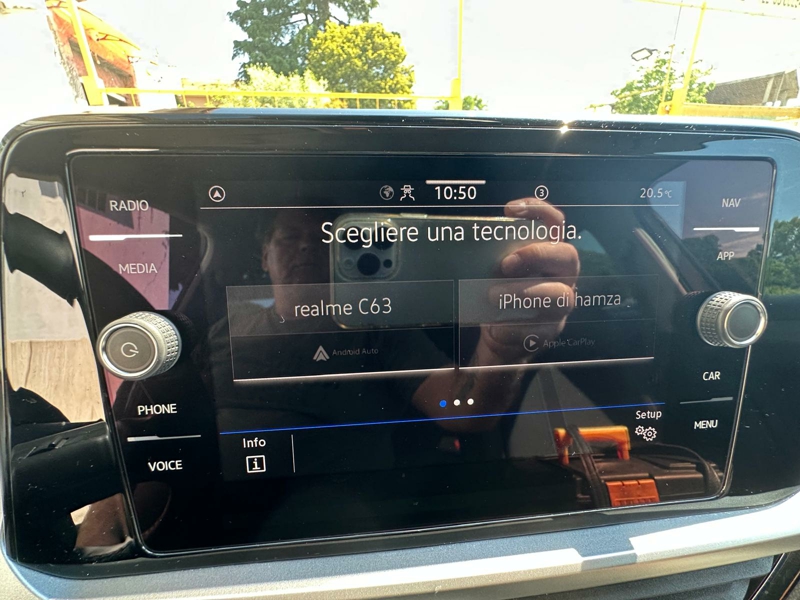 RADIO
MEDIA
PHONE
VOICE
10:50
3
20.5°C
Scegliere una tecnologia.
realme C63
Android Auto
iPhone di hamza
Apple CarPlay
Info
i
Setup
NAV
APP
CAR
MENU